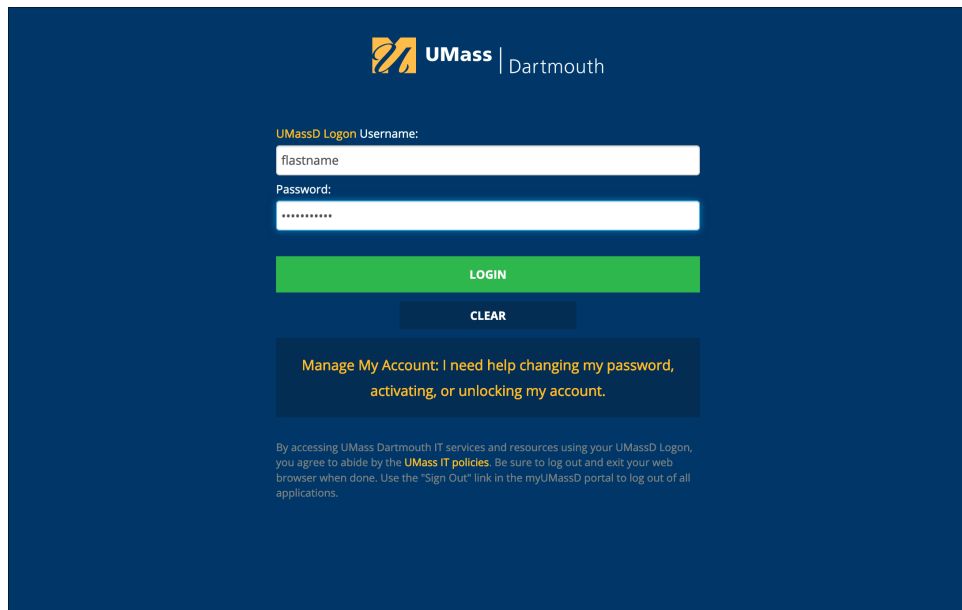 UMass | Dartmouth
UMassD Logon Username:
flastname
Password:
•••••••••••
LOGIN
CLEAR
Manage My Account: I need help changing my password,
activating, or unlocking my account.
By accessing UMass Dartmouth IT services and resources using your UMassD Logon,
you agree to abide by the UMass IT policies. Be sure to log out and exit your web
browser when done. Use the "Sign Out" link in the myUMassD portal to log out of all
applications.